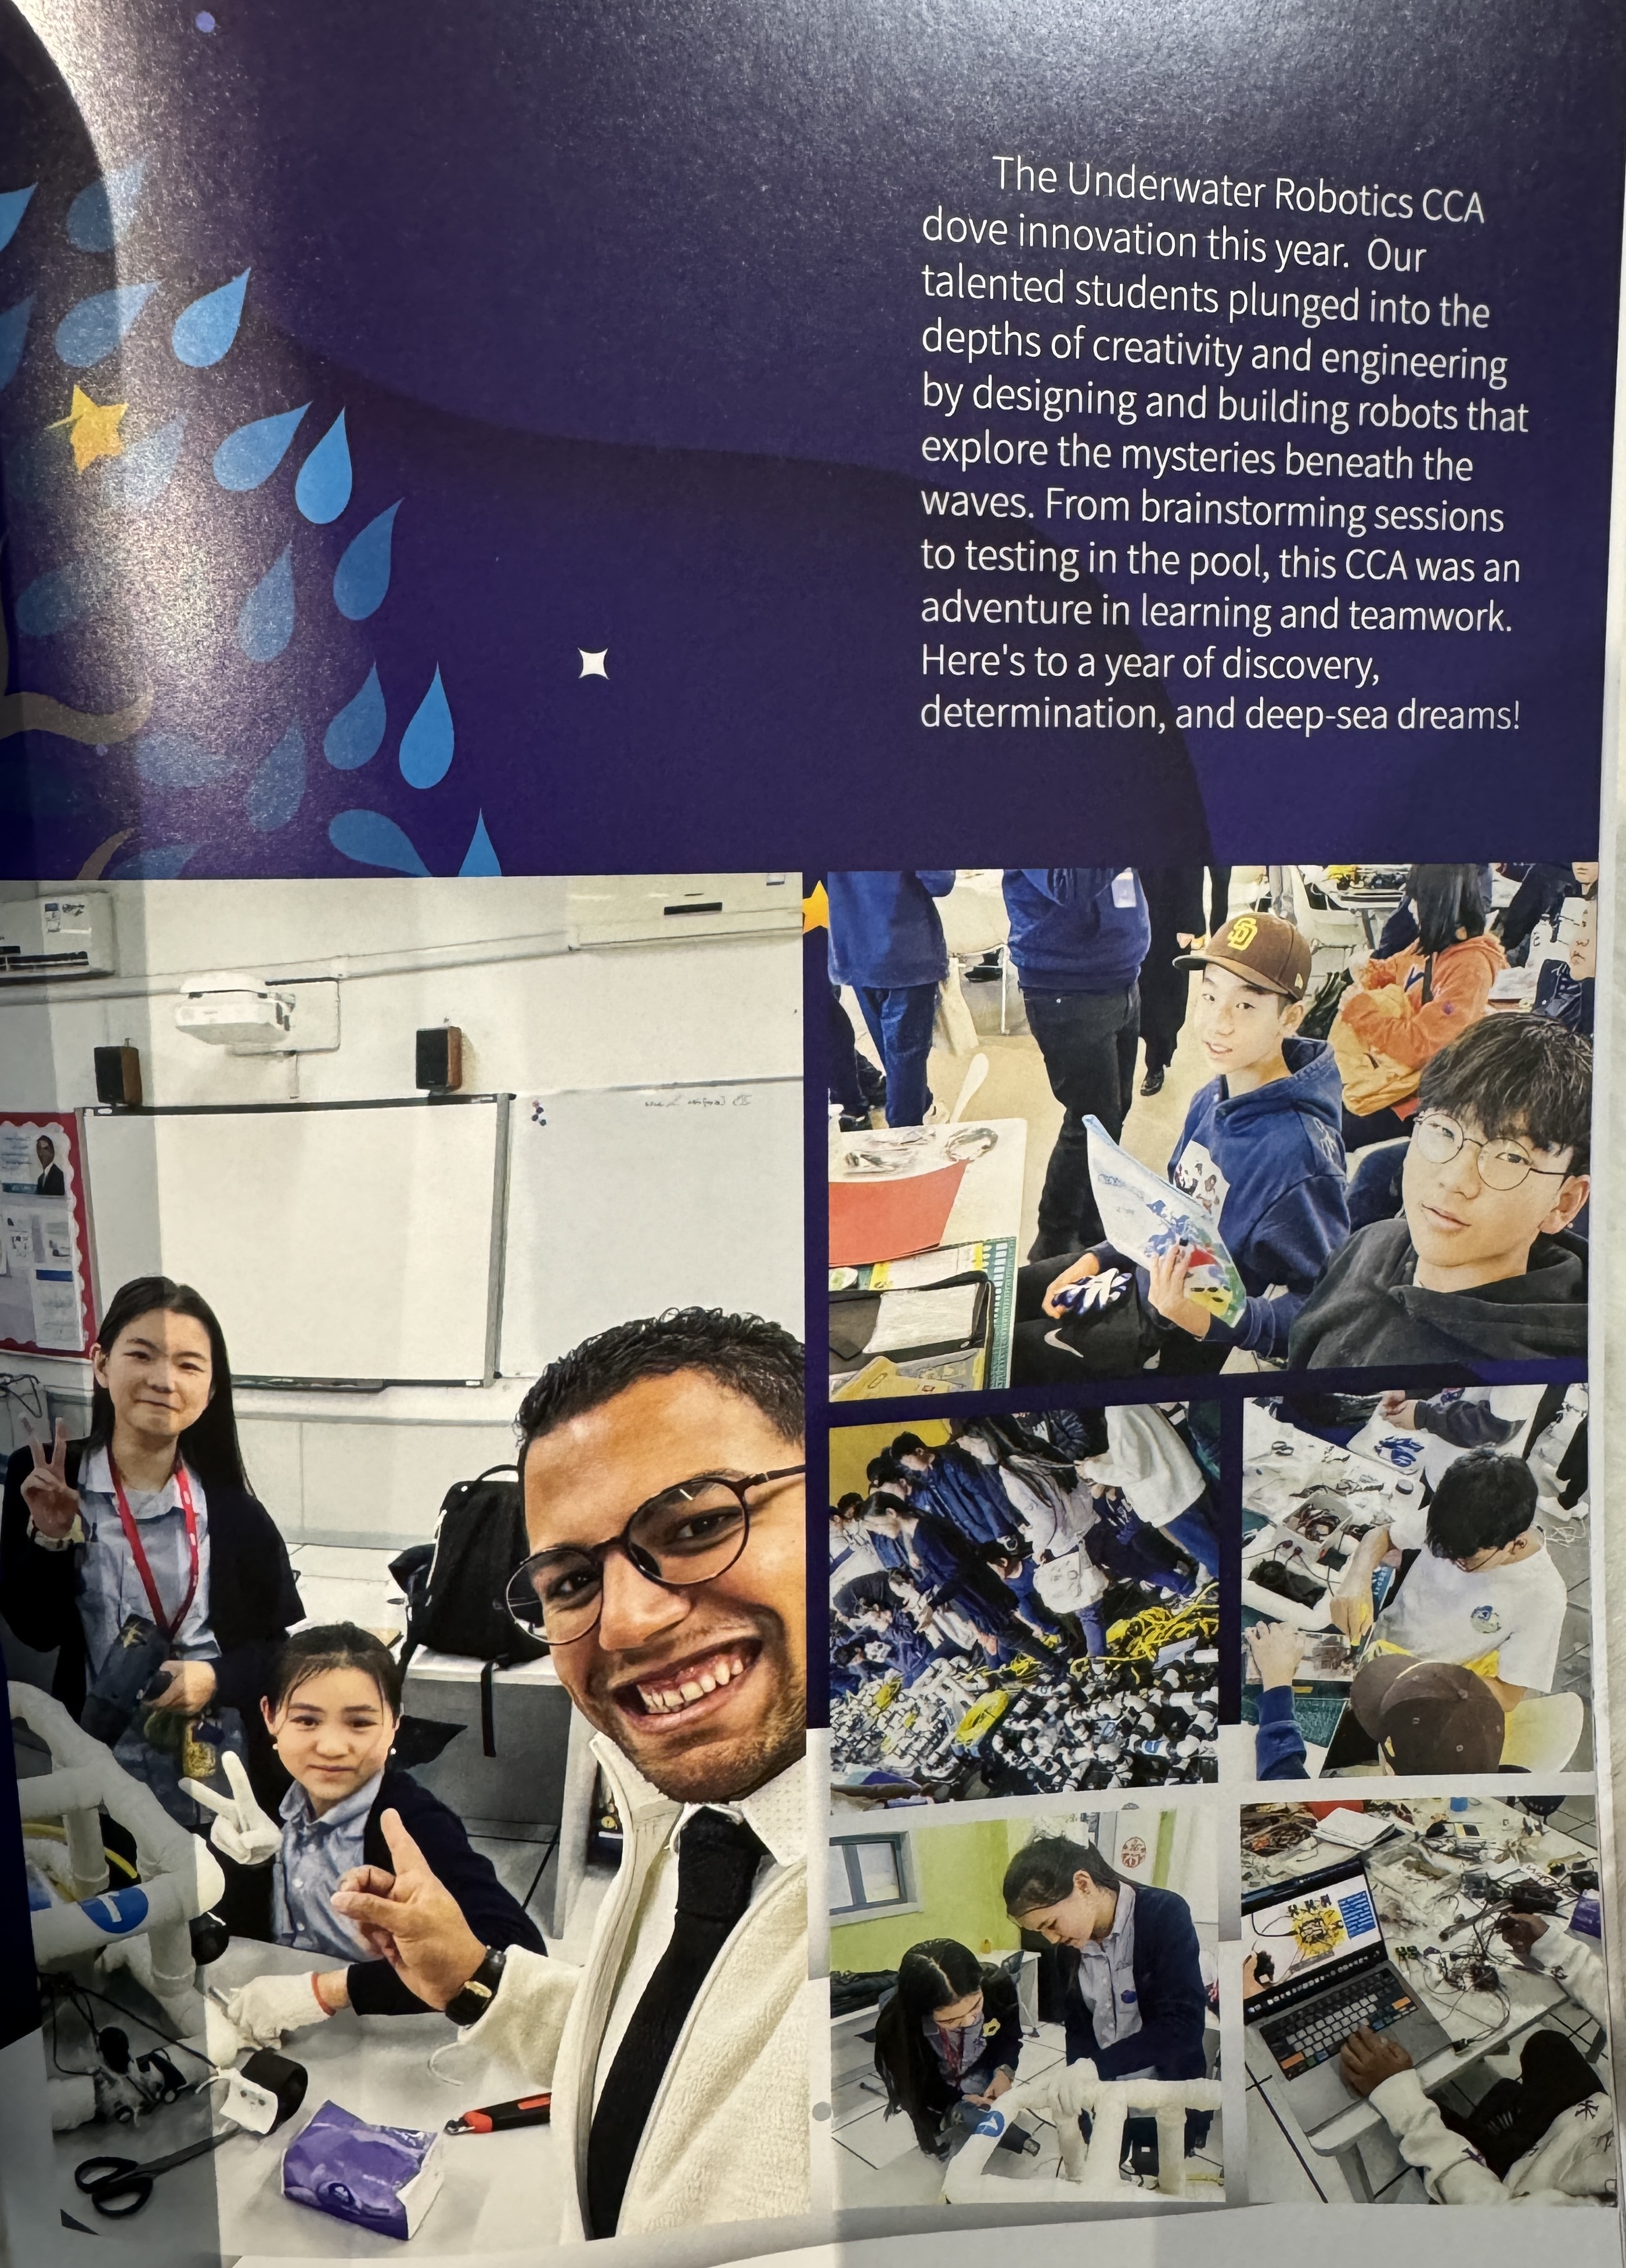 The Underwater Robotics CCA
dove innovation this year. Our
talented students plunged into the
depths of creativity and engineering
by designing and building robots that
explore the mysteries beneath the
waves. From brainstorming sessions
to testing in the pool, this CCA was an
adventure in learning and teamwork.
Here's to a year of discovery,
determination, and deep-sea dreams!
SD